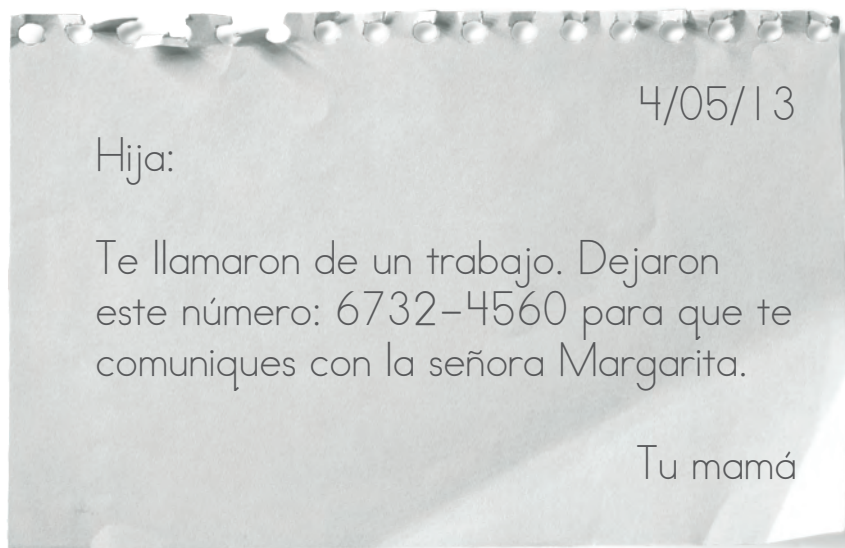 4/05/13
Hija:
Te llamaron de un trabajo. Dejaron
este número: 6732-4560 para que te
comuniques con la señora Margarita.
Tu mamá